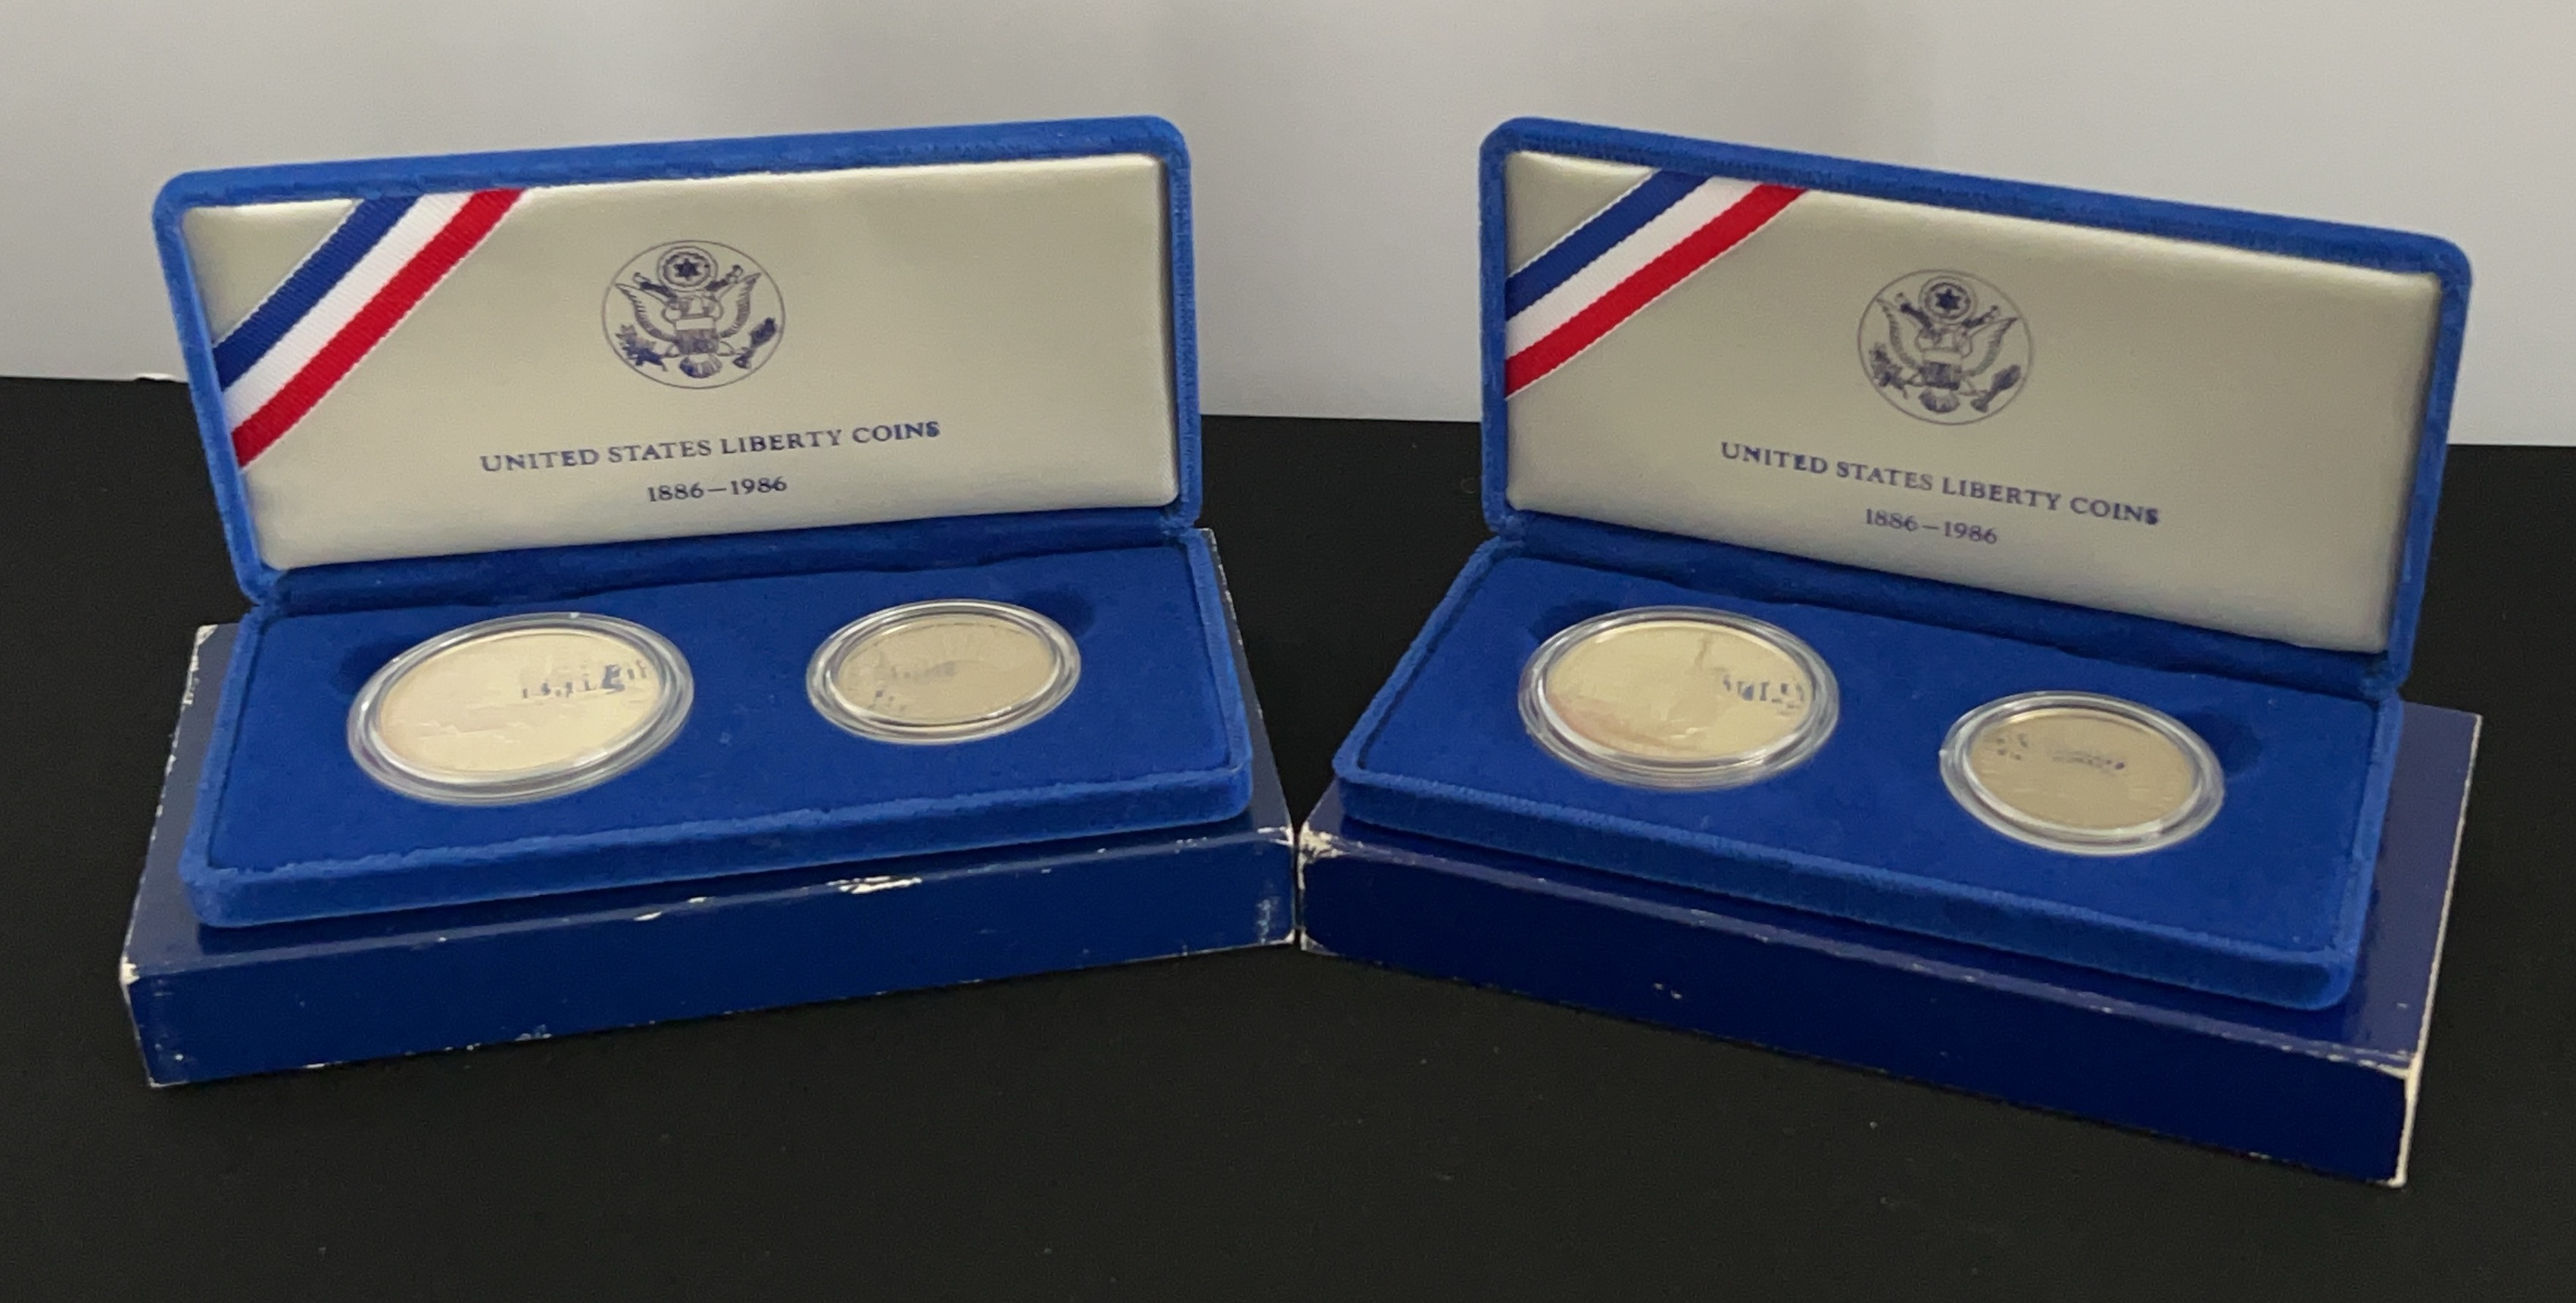 UNITED STATES LIBERTY COINS
1886–1986
UNITED STATES LIBERTY COINS
1886–1986